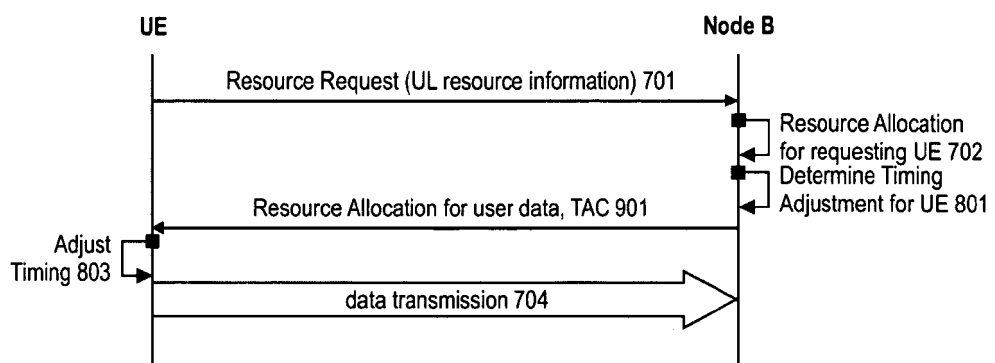 UE
Node B
Resource Request (UL resource information) 701
Resource Allocation
for requesting UE 702
Determine Timing
Adjustment for UE 801
Resource Allocation for user data, TAC 901
Adjust
Timing 803
data transmission 704